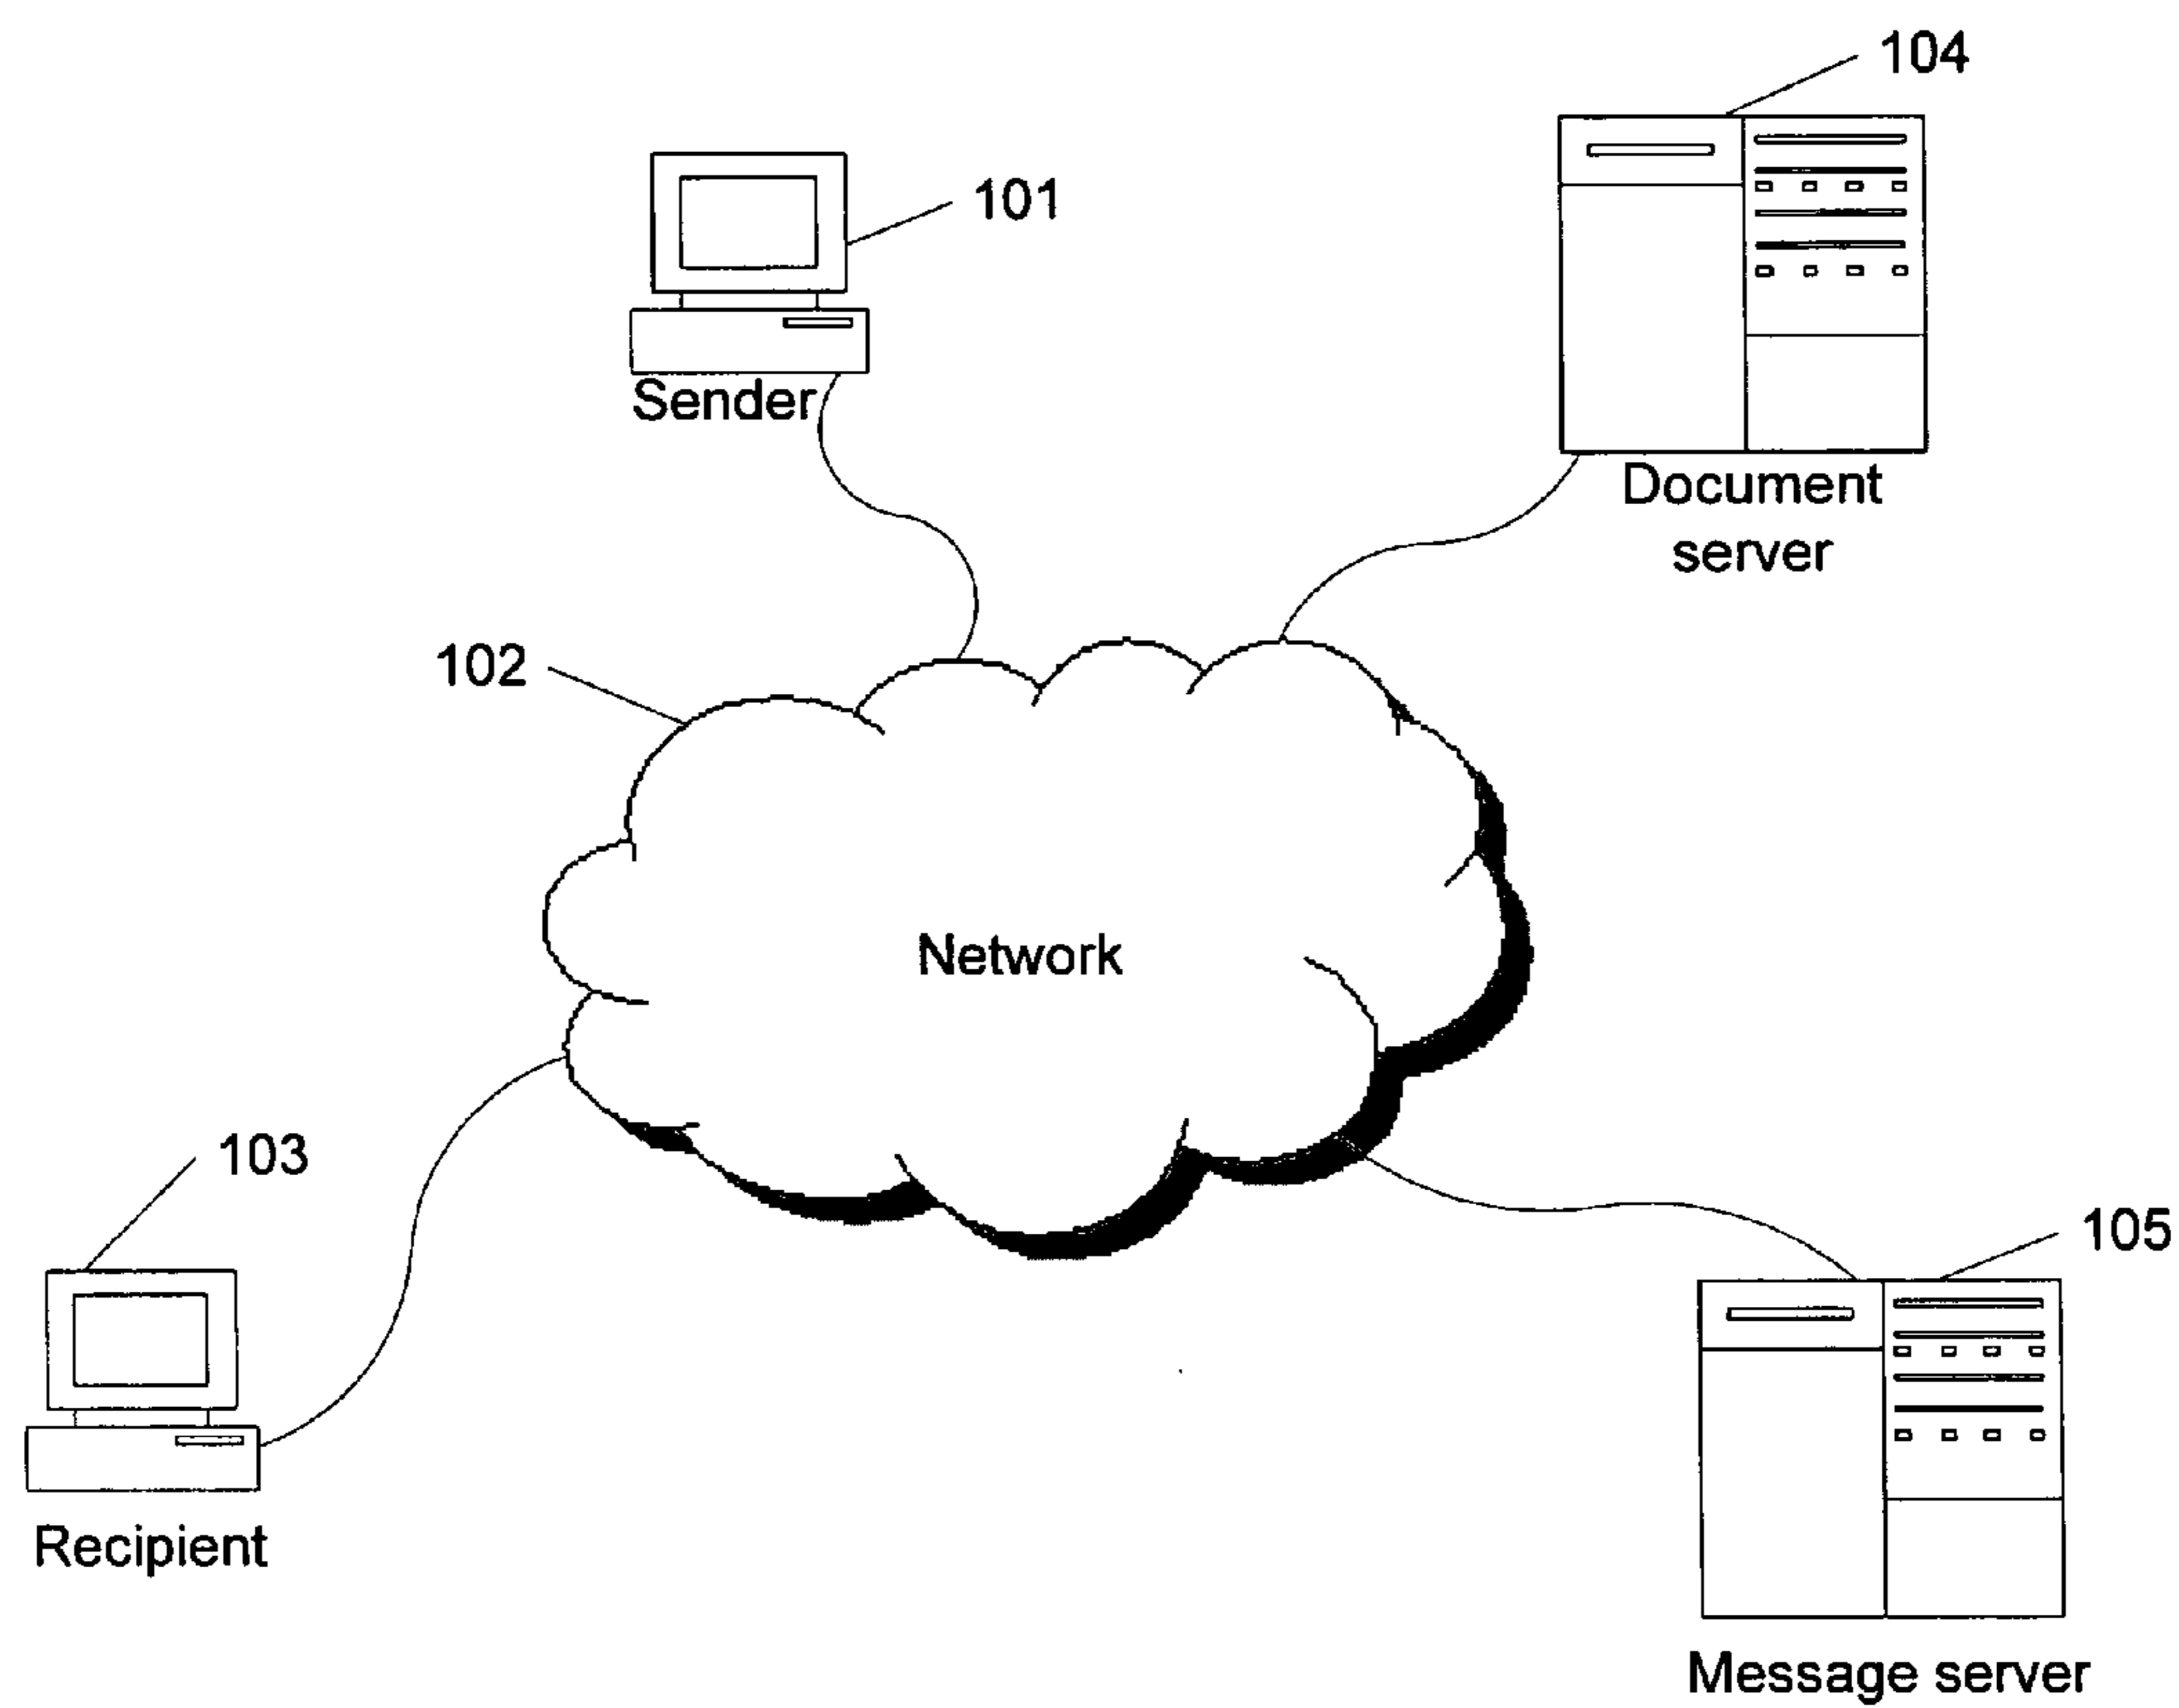 104
101
Sender
Document
server
102
Network
103
105
Recipient
Message server